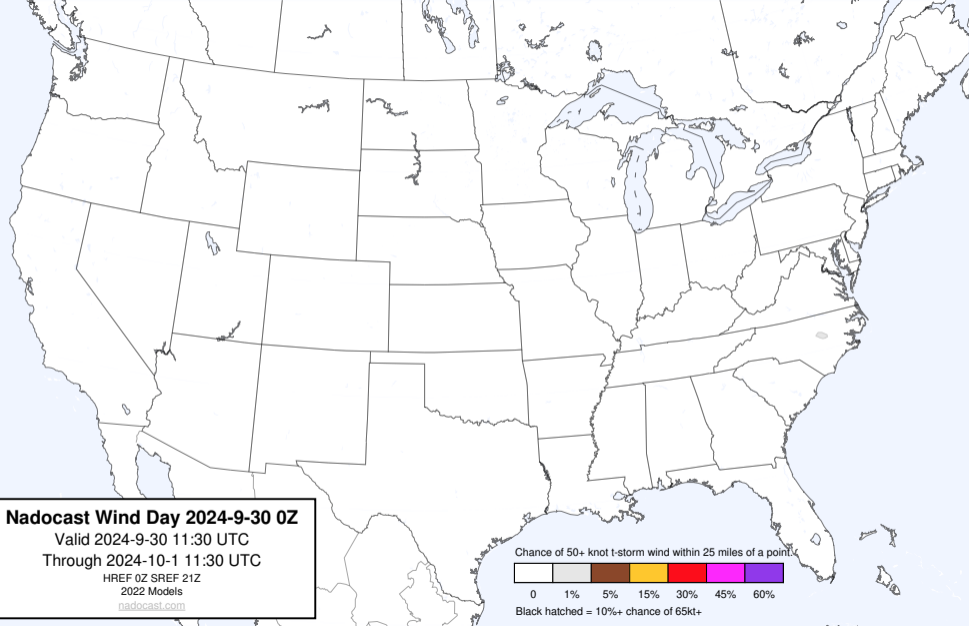 Nadocast Wind Day 2024-9-30 0Z
Valid 2024-9-30 11:30 UTC
Through 2024-10-1 11:30 UTC
HREF 0Z SREF 21Z
2022 Models
nadocast.com
Chance of 50+ knot t-storm wind within 25 miles of a point.
0 1% 5% 15% 30% 45% 60%
Black hatched = 10%+ chance of 65kt+